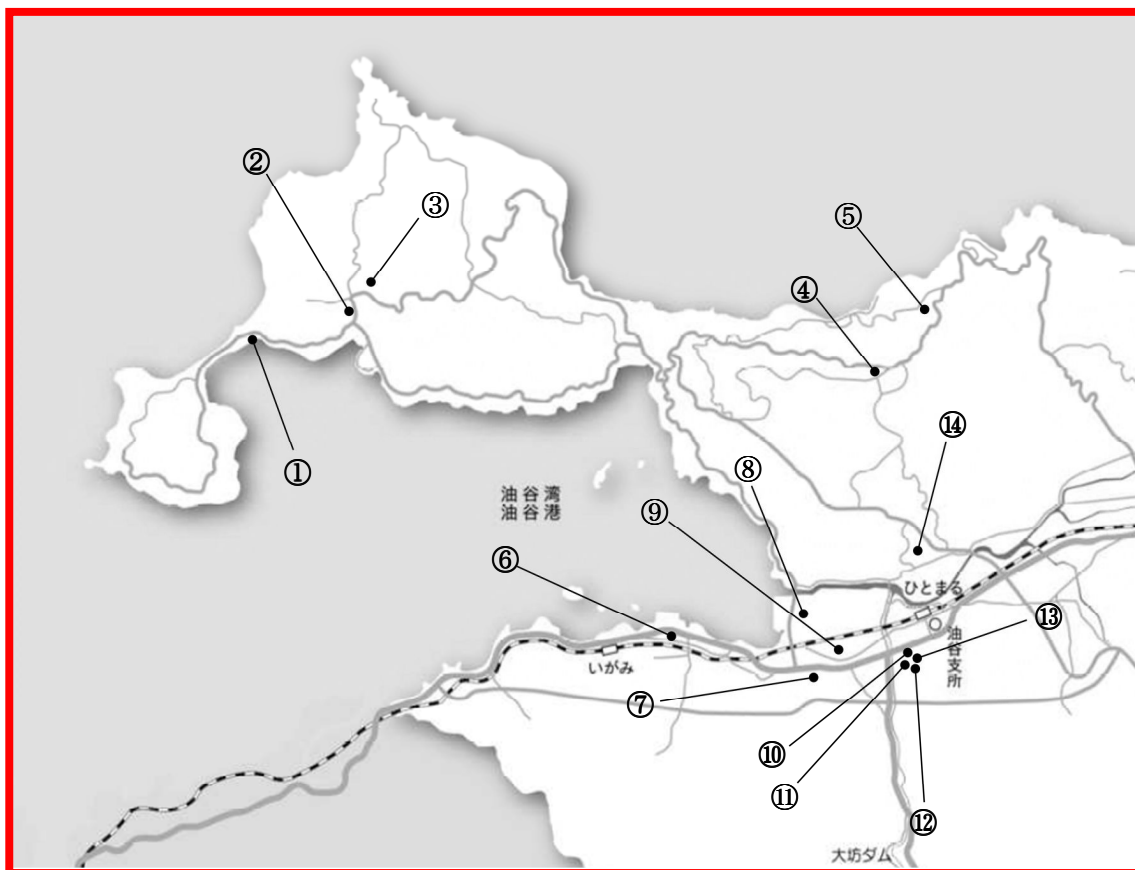 ②
③
⑤
④
①
⑭
⑧
油谷湾
油谷港
⑨
⑥
ひとまる
⑬
油谷支所
いがみ
⑦
⑩
⑪
⑫
大坊ダム